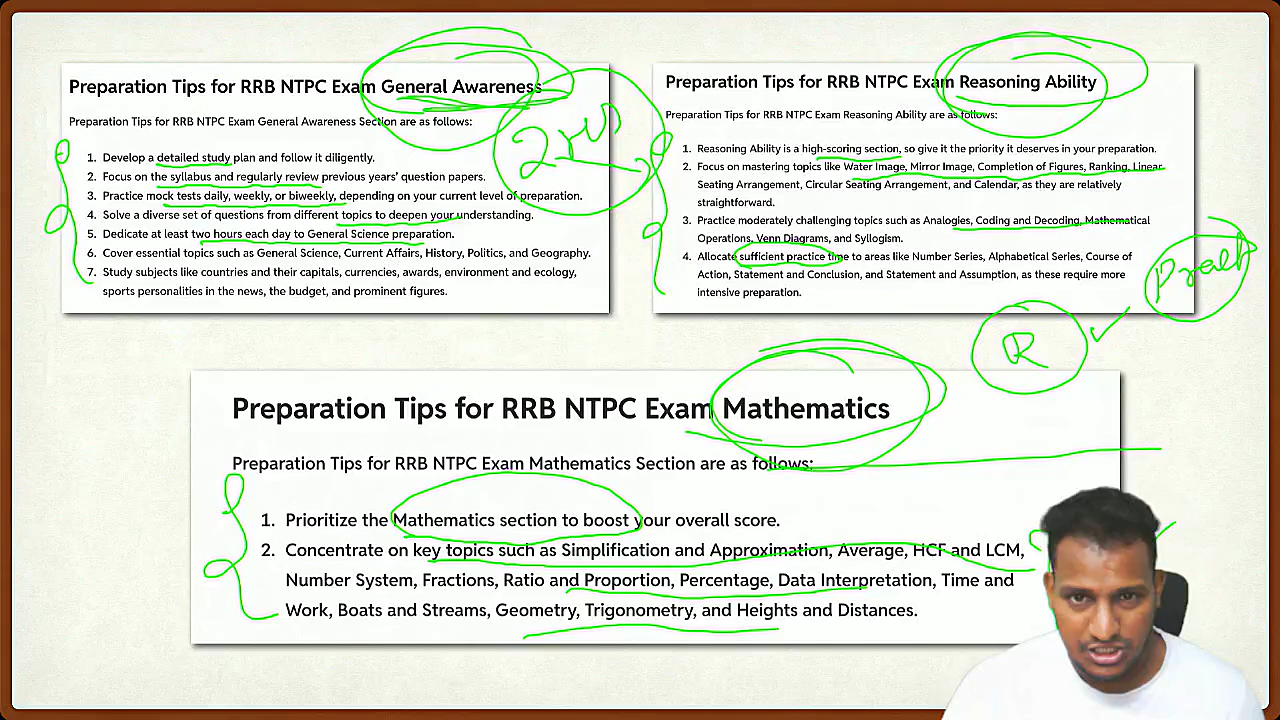 Preparation Tips for RRB NTPC Exam General Awareness
Preparation Tips for RRB NTPC Exam General Awareness Section are as follows:
1. Develop a detailed study plan and follow it diligently.
2. Focus on the syllabus and regularly review previous years' question papers.
3. Practice mock tests daily, weekly, or biweekly, depending on your current level of preparation.
4. Solve a diverse set of questions from different topics to deepen your understanding.
5. Dedicate at least two hours each day to General Science preparation.
6. Cover essential topics such as General Science, Current Affairs, History, Politics, and Geography.
7. Study subjects like countries and their capitals, currencies, awards, environment and ecology,
sports personalities in the news, the budget, and prominent figures.
Preparation Tips for RRB NTPC Exam Reasoning Ability
Preparation Tips for RRB NTPC Exam Reasoning Ability are as follows:
1. Reasoning Ability is a high-scoring section, so give it the priority it deserves in your preparation.
2. Focus on mastering topics like Water Image, Mirror Image, Completion of Figures, Ranking, Linear
Seating Arrangement, Circular Seating Arrangement, and Calendar, as they are relatively
straightforward.
3. Practice moderately challenging topics such as Analogies, Coding and Decoding, Mathematical
Operations, Venn Diagrams, and Syllogism.
4. Allocate sufficient practice time to areas like Number Series, Alphabetical Series, Course of
Action, Statement and Conclusion, and Statement and Assumption, as these require more
intensive preparation.
R
Preparation Tips for RRB NTPC Exam Mathematics
Preparation Tips for RRB NTPC Exam Mathematics Section are as follows:
1. Prioritize the Mathematics section to boost your overall score.
2. Concentrate on key topics such as Simplification and Approximation, Average, HCF and LCM,
Number System, Fractions, Ratio and Proportion, Percentage, Data Interpretation, Time and
Work, Boats and Streams, Geometry, Trigonometry, and Heights and Distances.